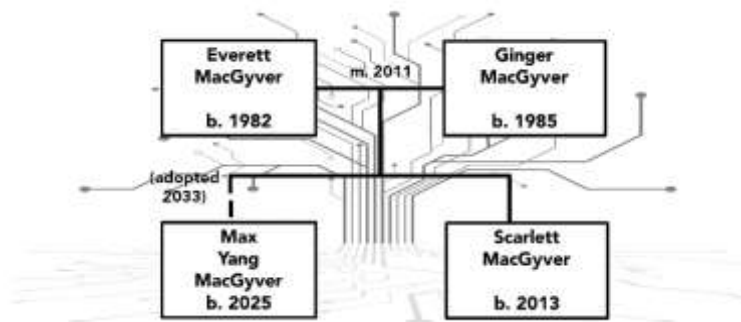 Everett
MacGyver
b. 1982
m. 2011
Ginger
MacGyver
b. 1985
(adopted
2033)
Max
Yang
MacGyver
b. 2025
Scarlett
MacGyver
b. 2013